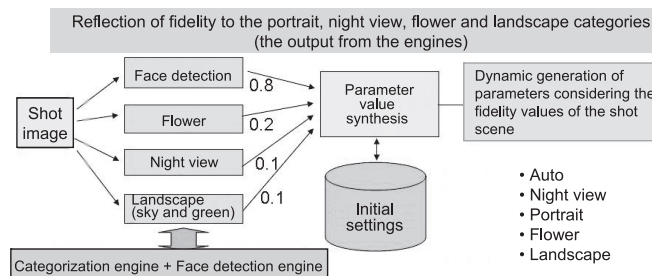 Reflection of fidelity to the portrait, night view, flower and landscape categories
(the output from the engines)
Shot
image
Face detection
Flower
Night view
Landscape
(sky and green)
0.8
0.2
0.1
0.1
Parameter
value
synthesis
Initial
settings
Dynamic generation of
parameters considering the
fidelity values of the shot
scene
• Auto
• Night view
• Portrait
• Flower
• Landscape
Categorization engine + Face detection engine